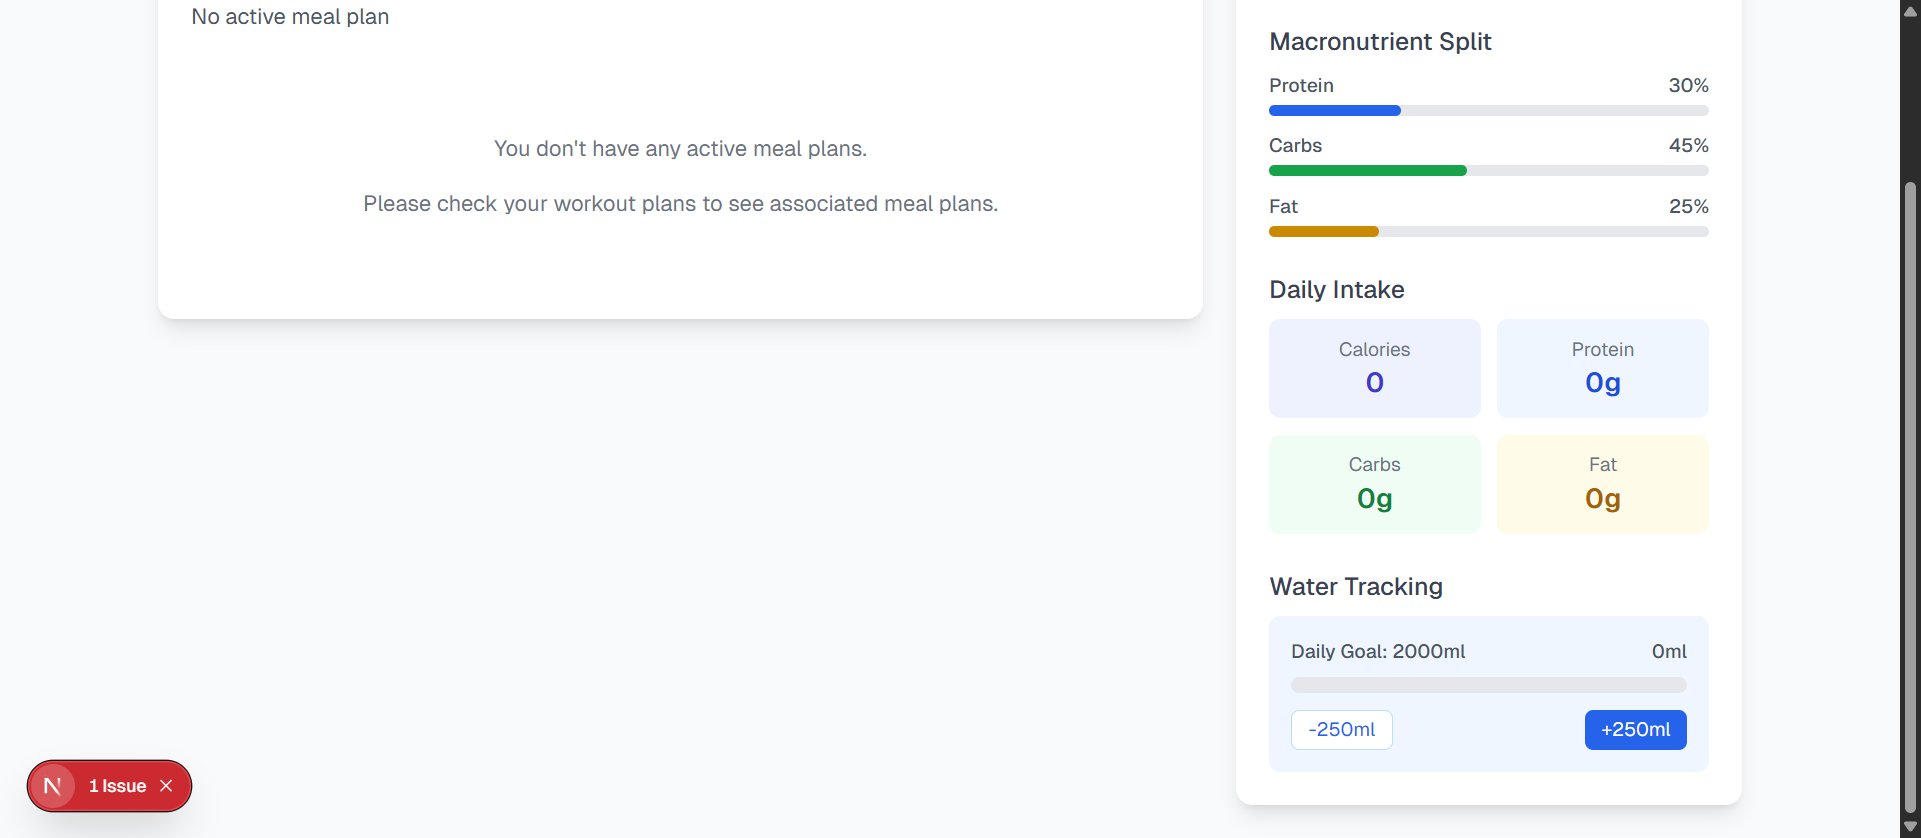 No active meal plan
You don't have any active meal plans.
Please check your workout plans to see associated meal plans.
Macronutrient Split
Protein 30%
Carbs 45%
Fat 25%
Daily Intake
Calories
0
Protein
0g
Carbs
0g
Fat
0g
Water Tracking
Daily Goal: 2000ml 0ml
-250ml +250ml
N 1 Issue